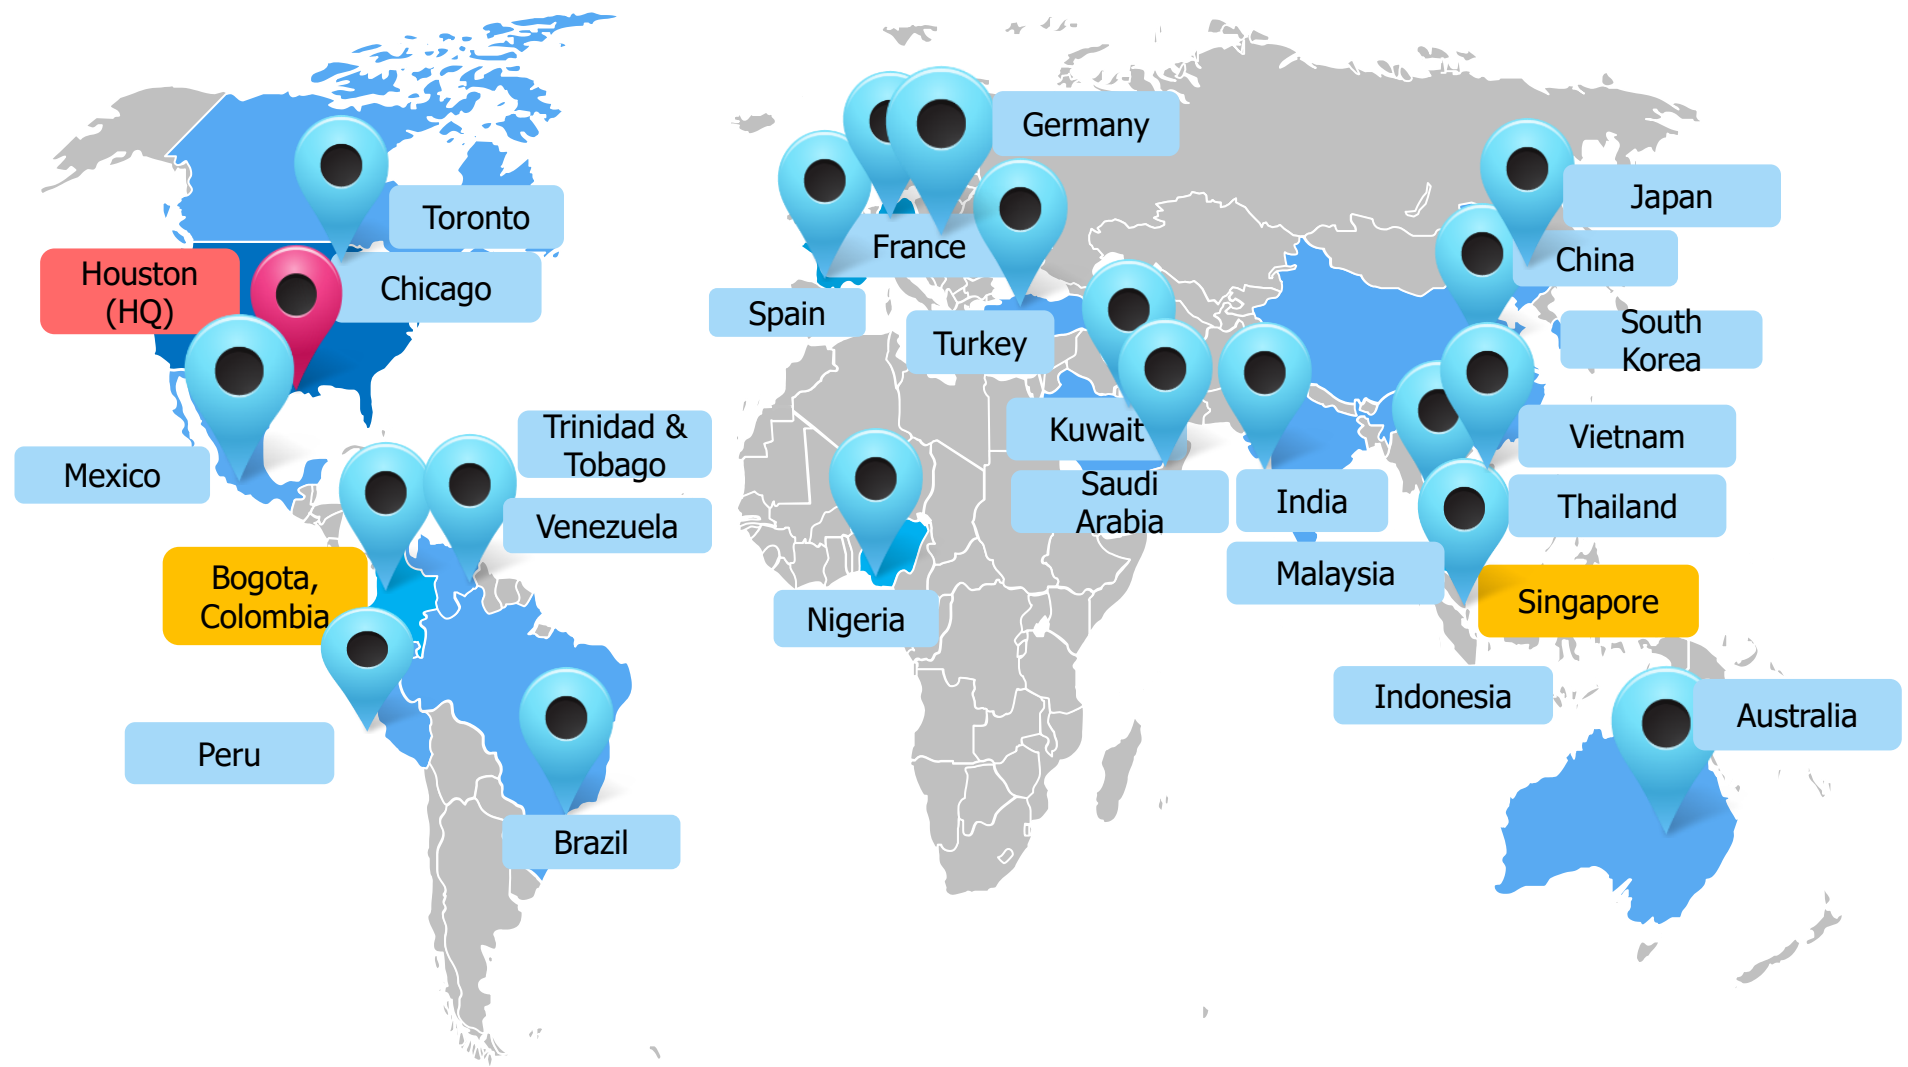 Germany
Japan
Toronto
France
China
Houston
(HQ)
Chicago
Spain
Turkey
South
Korea
Kuwait
Trinidad &
Tobago
Vietnam
Mexico
Saudi
Arabia
India
Thailand
Venezuela
Bogota,
Colombia
Malaysia
Singapore
Nigeria
Indonesia
Australia
Peru
Brazil